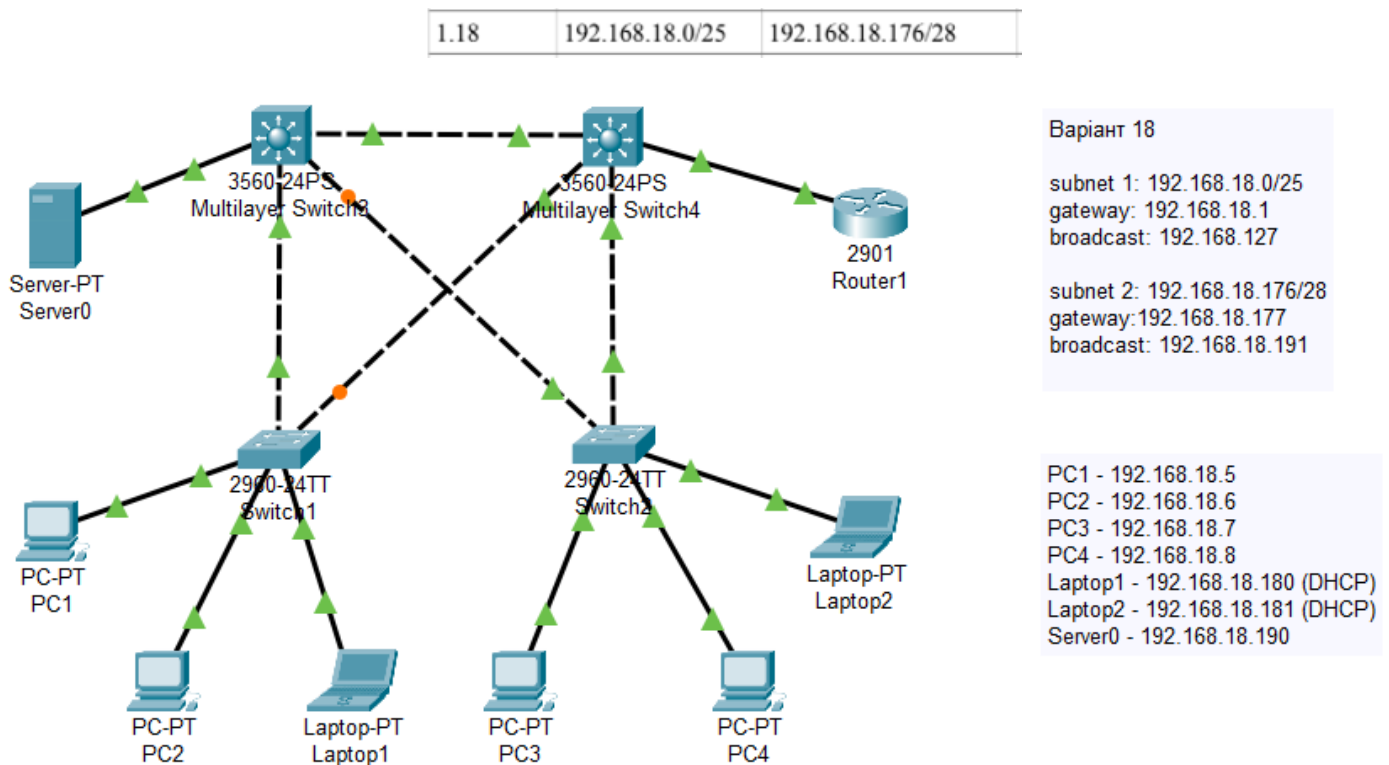 1.18 192.168.18.0/25 192.168.18.176/28
3560-24PS
Multilayer Switch3
3560-24PS
Multilayer Switch4
2901
Router1
Server-PT
Server0
2960-24TT
Switch1
2960-24TT
Switch2
PC-PT
PC1
Laptop-PT
Laptop2
PC-PT
PC2
Laptop-PT
Laptop1
PC-PT
PC3
PC-PT
PC4
Варіант 18
subnet 1: 192.168.18.0/25
gateway: 192.168.18.1
broadcast: 192.168.127
subnet 2: 192.168.18.176/28
gateway:192.168.18.177
broadcast: 192.168.18.191
PC1 - 192.168.18.5
PC2 - 192.168.18.6
PC3 - 192.168.18.7
PC4 - 192.168.18.8
Laptop1 - 192.168.18.180 (DHCP)
Laptop2 - 192.168.18.181 (DHCP)
Server0 - 192.168.18.190